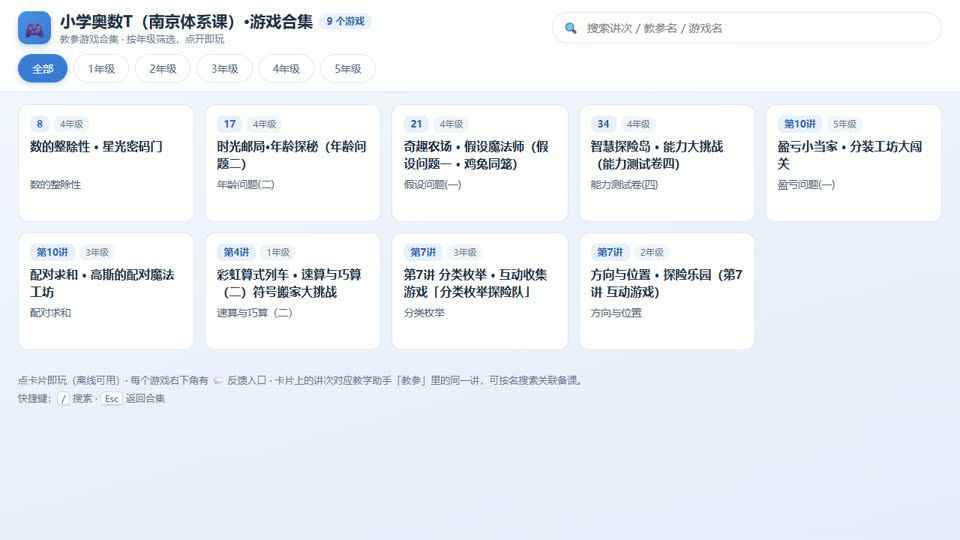 小学奥数T（南京体系课）·游戏合集 9 个游戏
教参游戏合集 · 按年级筛选，点开即玩
搜索讲次 / 教参名 / 游戏名
全部 1年级 2年级 3年级 4年级 5年级
8 4年级
数的整除性 · 星光密码门
数的整除性
17 4年级
时光邮局·年龄探秘（年龄问
题二）
年龄问题(二)
21 4年级
奇趣农场 · 假设魔法师（假
设问题一 · 鸡兔同笼）
假设问题(一)
34 4年级
智慧探险岛 · 能力大挑战
（能力测试卷四）
能力测试卷(四)
第10讲 5年级
盈亏小当家 · 分装工坊大闯
关
盈亏问题(一)
第10讲 3年级
配对求和 · 高斯的配对魔法
工坊
配对求和
第4讲 1年级
彩虹算式列车 · 速算与巧算
（二）符号搬家大挑战
速算与巧算（二）
第7讲 3年级
第7讲 分类枚举 · 互动收集
游戏「分类枚举探险队」
分类枚举
第7讲 2年级
方向与位置 · 探险乐园（第7
讲 互动游戏）
方向与位置
点卡片即玩（离线可用）· 每个游戏右下角有 反馈入口 · 卡片上的讲次对应教学助手「教参」里的同一讲，可按名搜索关联备课。
快捷键： / 搜索 · Esc 返回合集